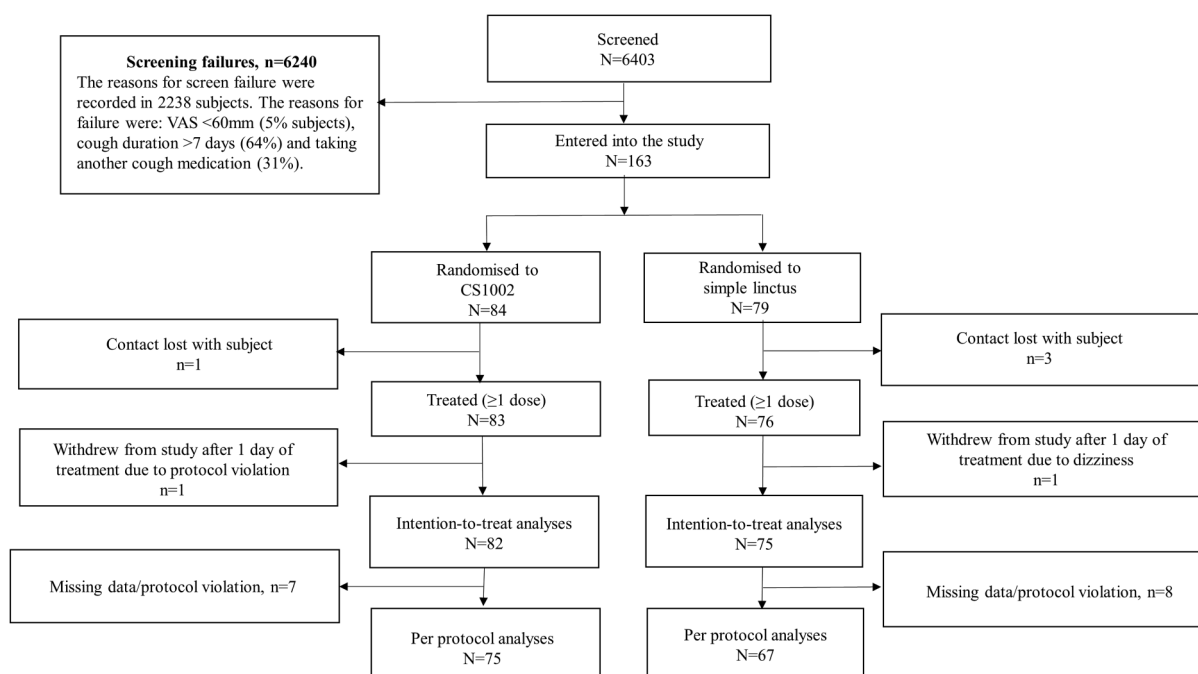 Screened
N=6403
Screening failures, n=6240
The reasons for screen failure were
recorded in 2238 subjects. The reasons for
failure were: VAS <60mm (5% subjects),
cough duration >7 days (64%) and taking
another cough medication (31%).
Entered into the study
N=163
Randomised to
CS1002
N=84
Randomised to
simple linctus
N=79
Contact lost with subject
n=1
Contact lost with subject
n=3
Treated (≥1 dose)
N=83
Treated (≥1 dose)
N=76
Withdrew from study after 1 day of
treatment due to protocol violation
n=1
Withdrew from study after 1 day of
treatment due to dizziness
n=1
Intention-to-treat analyses
N=82
Intention-to-treat analyses
N=75
Missing data/protocol violation, n=7
Missing data/protocol violation, n=8
Per protocol analyses
N=75
Per protocol analyses
N=67